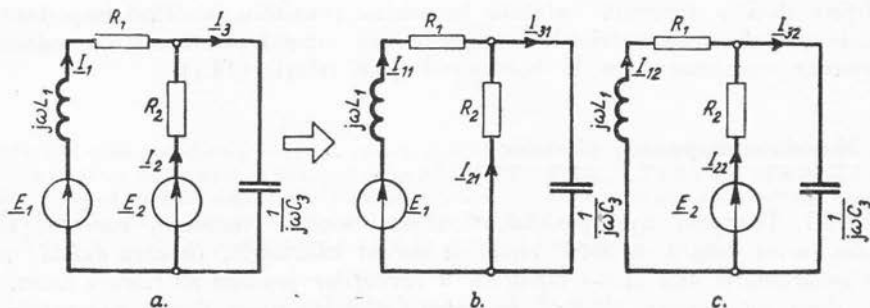 R₁ I₃ I₁ jωL₁ R₂ I₂ E₁ E₂ 1/jωC₃
a.
R₁ I₃₁ I₁₁ jωL₁ R₂ I₂₁ E₁ 1/jωC₃
b.
R₁ I₃₂ I₁₂ jωL₁ R₂ I₂₂ E₂ 1/jωC₃
c.